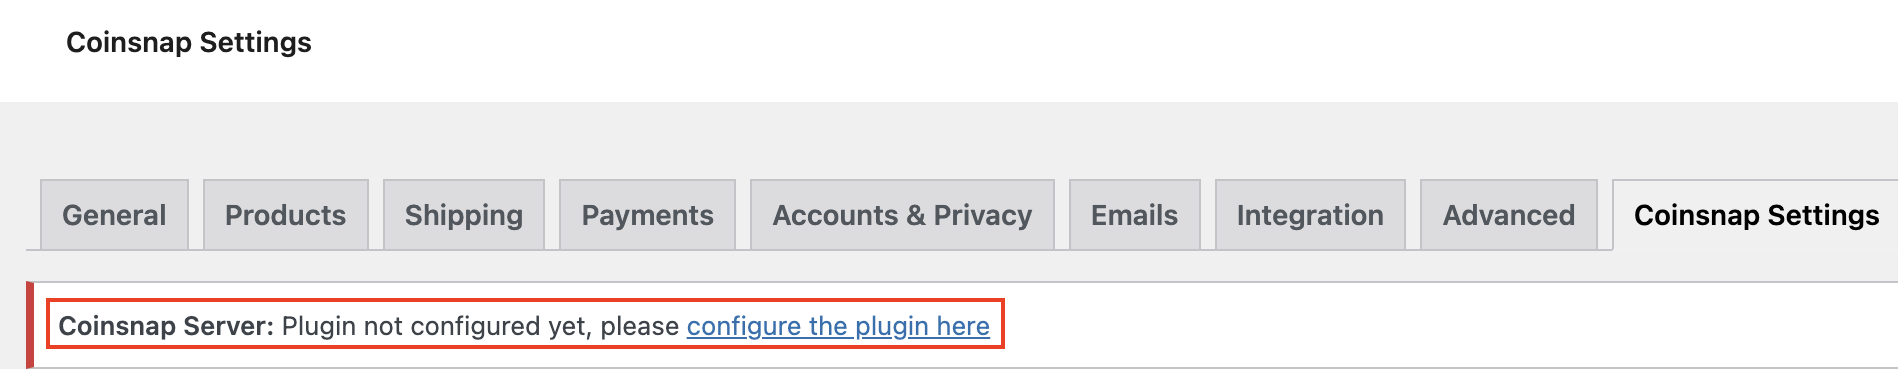 Coinsnap Settings
General Products Shipping Payments Accounts & Privacy Emails Integration Advanced Coinsnap Settings
Coinsnap Server: Plugin not configured yet, please configure the plugin here